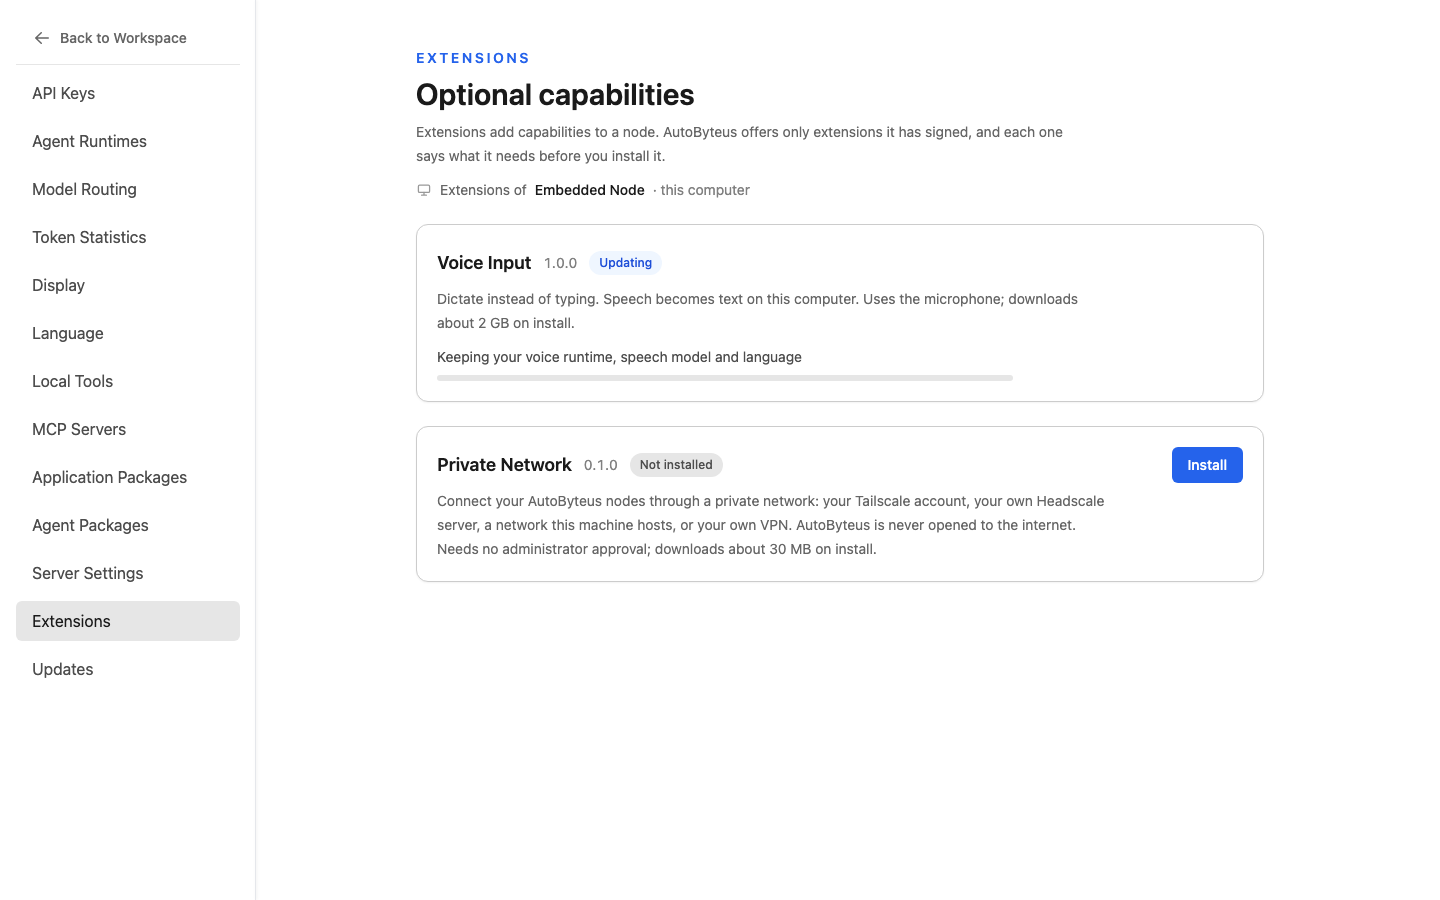 Back to Workspace
API Keys
Agent Runtimes
Model Routing
Token Statistics
Display
Language
Local Tools
MCP Servers
Application Packages
Agent Packages
Server Settings
Extensions
Updates
EXTENSIONS
Optional capabilities
Extensions add capabilities to a node. AutoByteus offers only extensions it has signed, and each one
says what it needs before you install it.
Extensions of Embedded Node · this computer
Voice Input 1.0.0 Updating
Dictate instead of typing. Speech becomes text on this computer. Uses the microphone; downloads
about 2 GB on install.
Keeping your voice runtime, speech model and language
Private Network 0.1.0 Not installed
Install
Connect your AutoByteus nodes through a private network: your Tailscale account, your own Headscale
server, a network this machine hosts, or your own VPN. AutoByteus is never opened to the internet.
Needs no administrator approval; downloads about 30 MB on install.